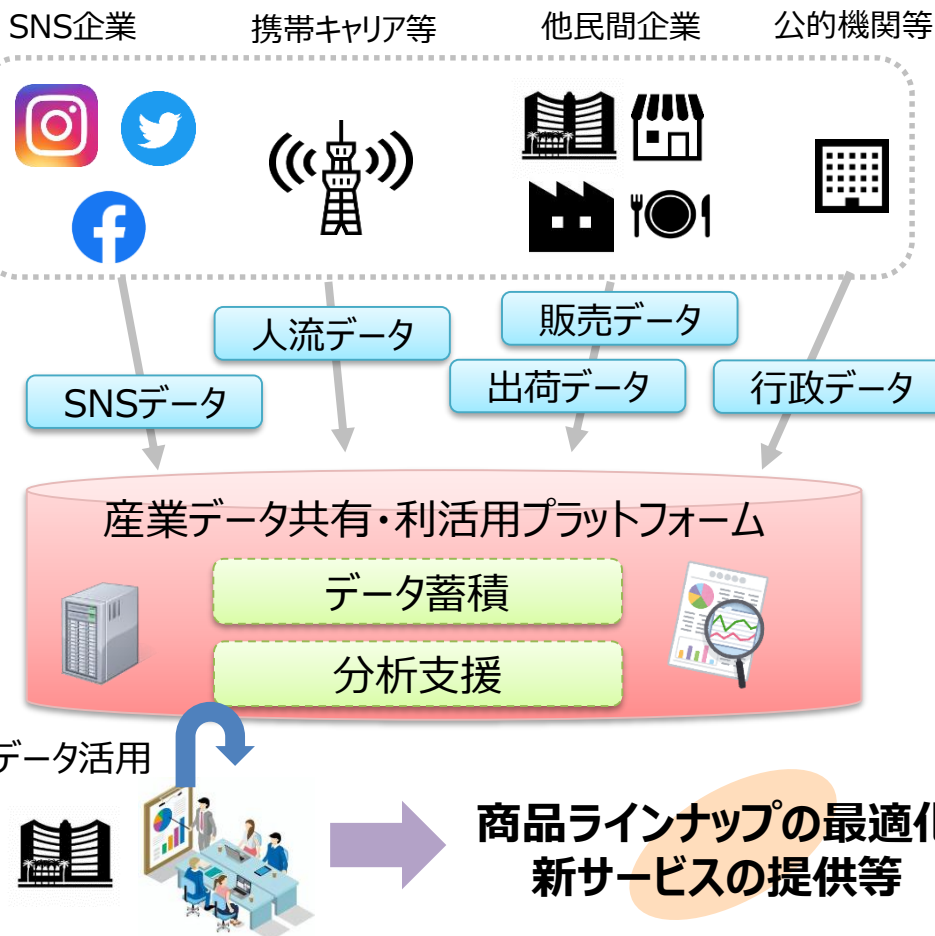 SNS企業
携帯キャリア等
他民間企業
公的機関等
人流データ
販売データ
SNSデータ
出荷データ
行政データ
産業データ共有・利活用プラットフォーム
データ蓄積
分析支援
データ活用
商品ラインナップの最適化
新サービスの提供等